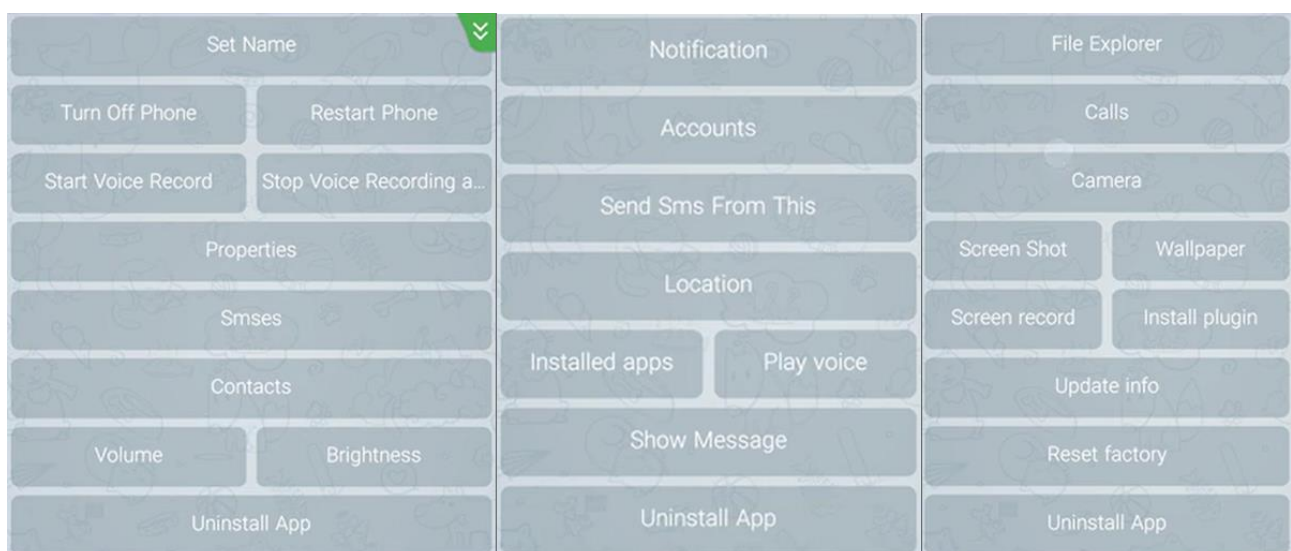 Set Name
Turn Off Phone
Restart Phone
Start Voice Record
Stop Voice Recording a...
Properties
Smses
Contacts
Volume
Brightness
Uninstall App
Notification
Accounts
Send Sms From This
Location
Installed apps
Play voice
Show Message
Uninstall App
File Explorer
Calls
Camera
Screen Shot
Wallpaper
Screen record
Install plugin
Update info
Reset factory
Uninstall App